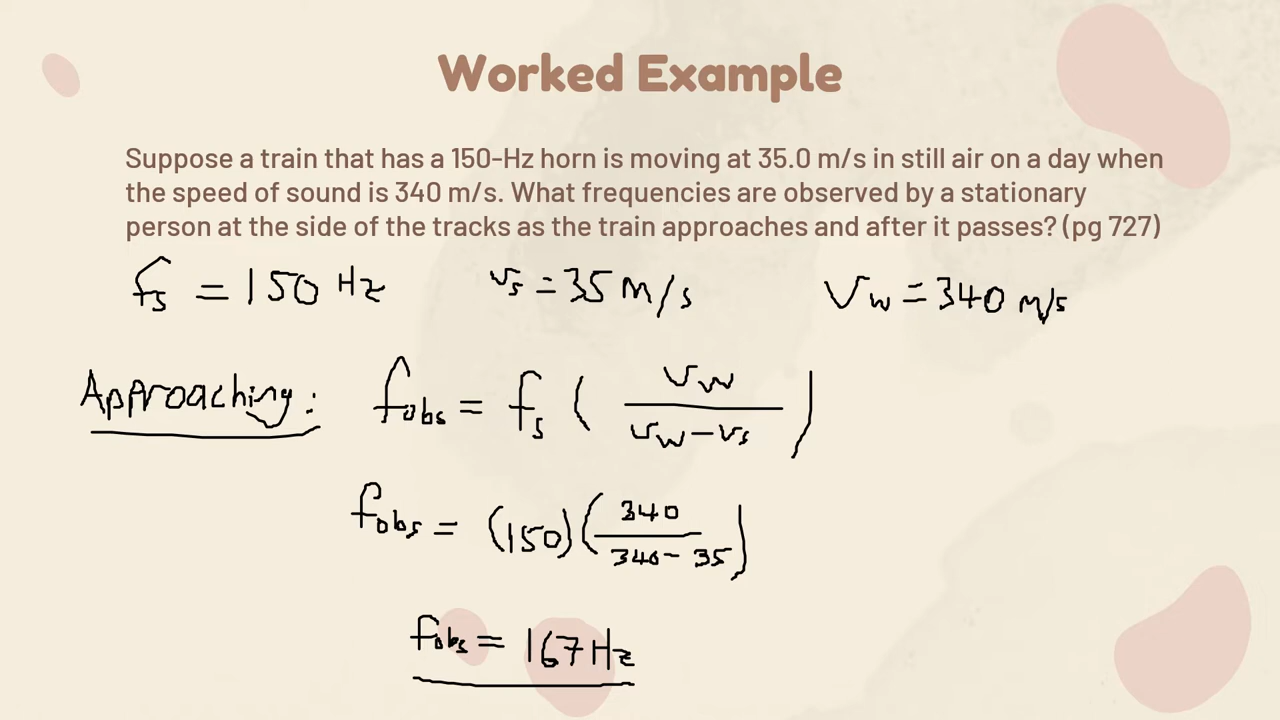 Worked Example
Suppose a train that has a 150-Hz horn is moving at 35.0 m/s in still air on a day when
the speed of sound is 340 m/s. What frequencies are observed by a stationary
person at the side of the tracks as the train approaches and after it passes? (pg 727)
fs = 150 Hz vs = 35 m/s Vw = 340 m/s
Approaching: fobs = fs ( vw / vw - vs )
fobs = (150) ( 340 / 340 - 35 )
fobs = 167 Hz